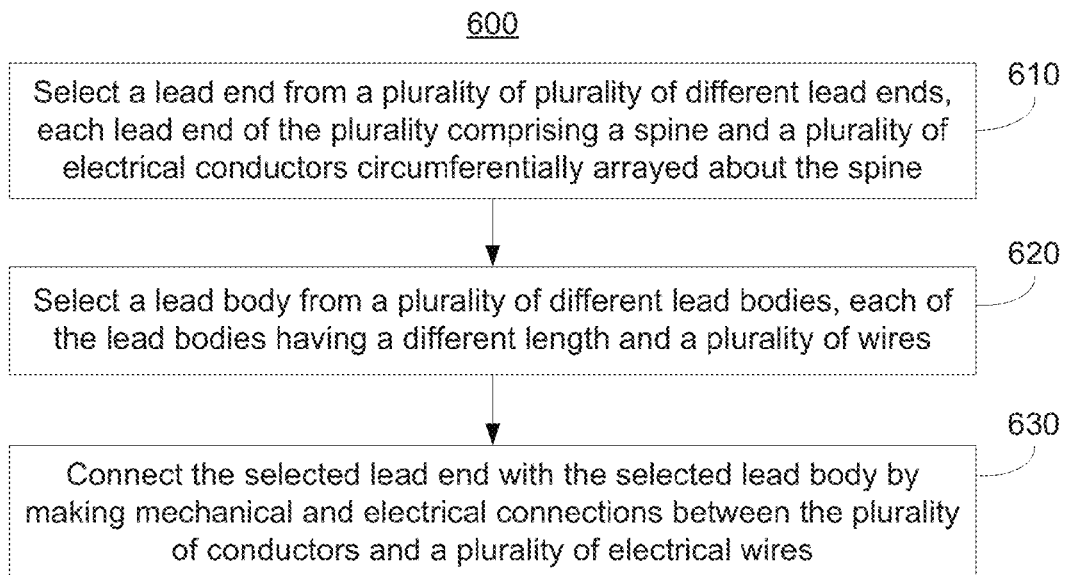 600
610
Select a lead end from a plurality of plurality of different lead ends,
each lead end of the plurality comprising a spine and a plurality of
electrical conductors circumferentially arrayed about the spine
620
Select a lead body from a plurality of different lead bodies, each of
the lead bodies having a different length and a plurality of wires
630
Connect the selected lead end with the selected lead body by
making mechanical and electrical connections between the plurality
of conductors and a plurality of electrical wires